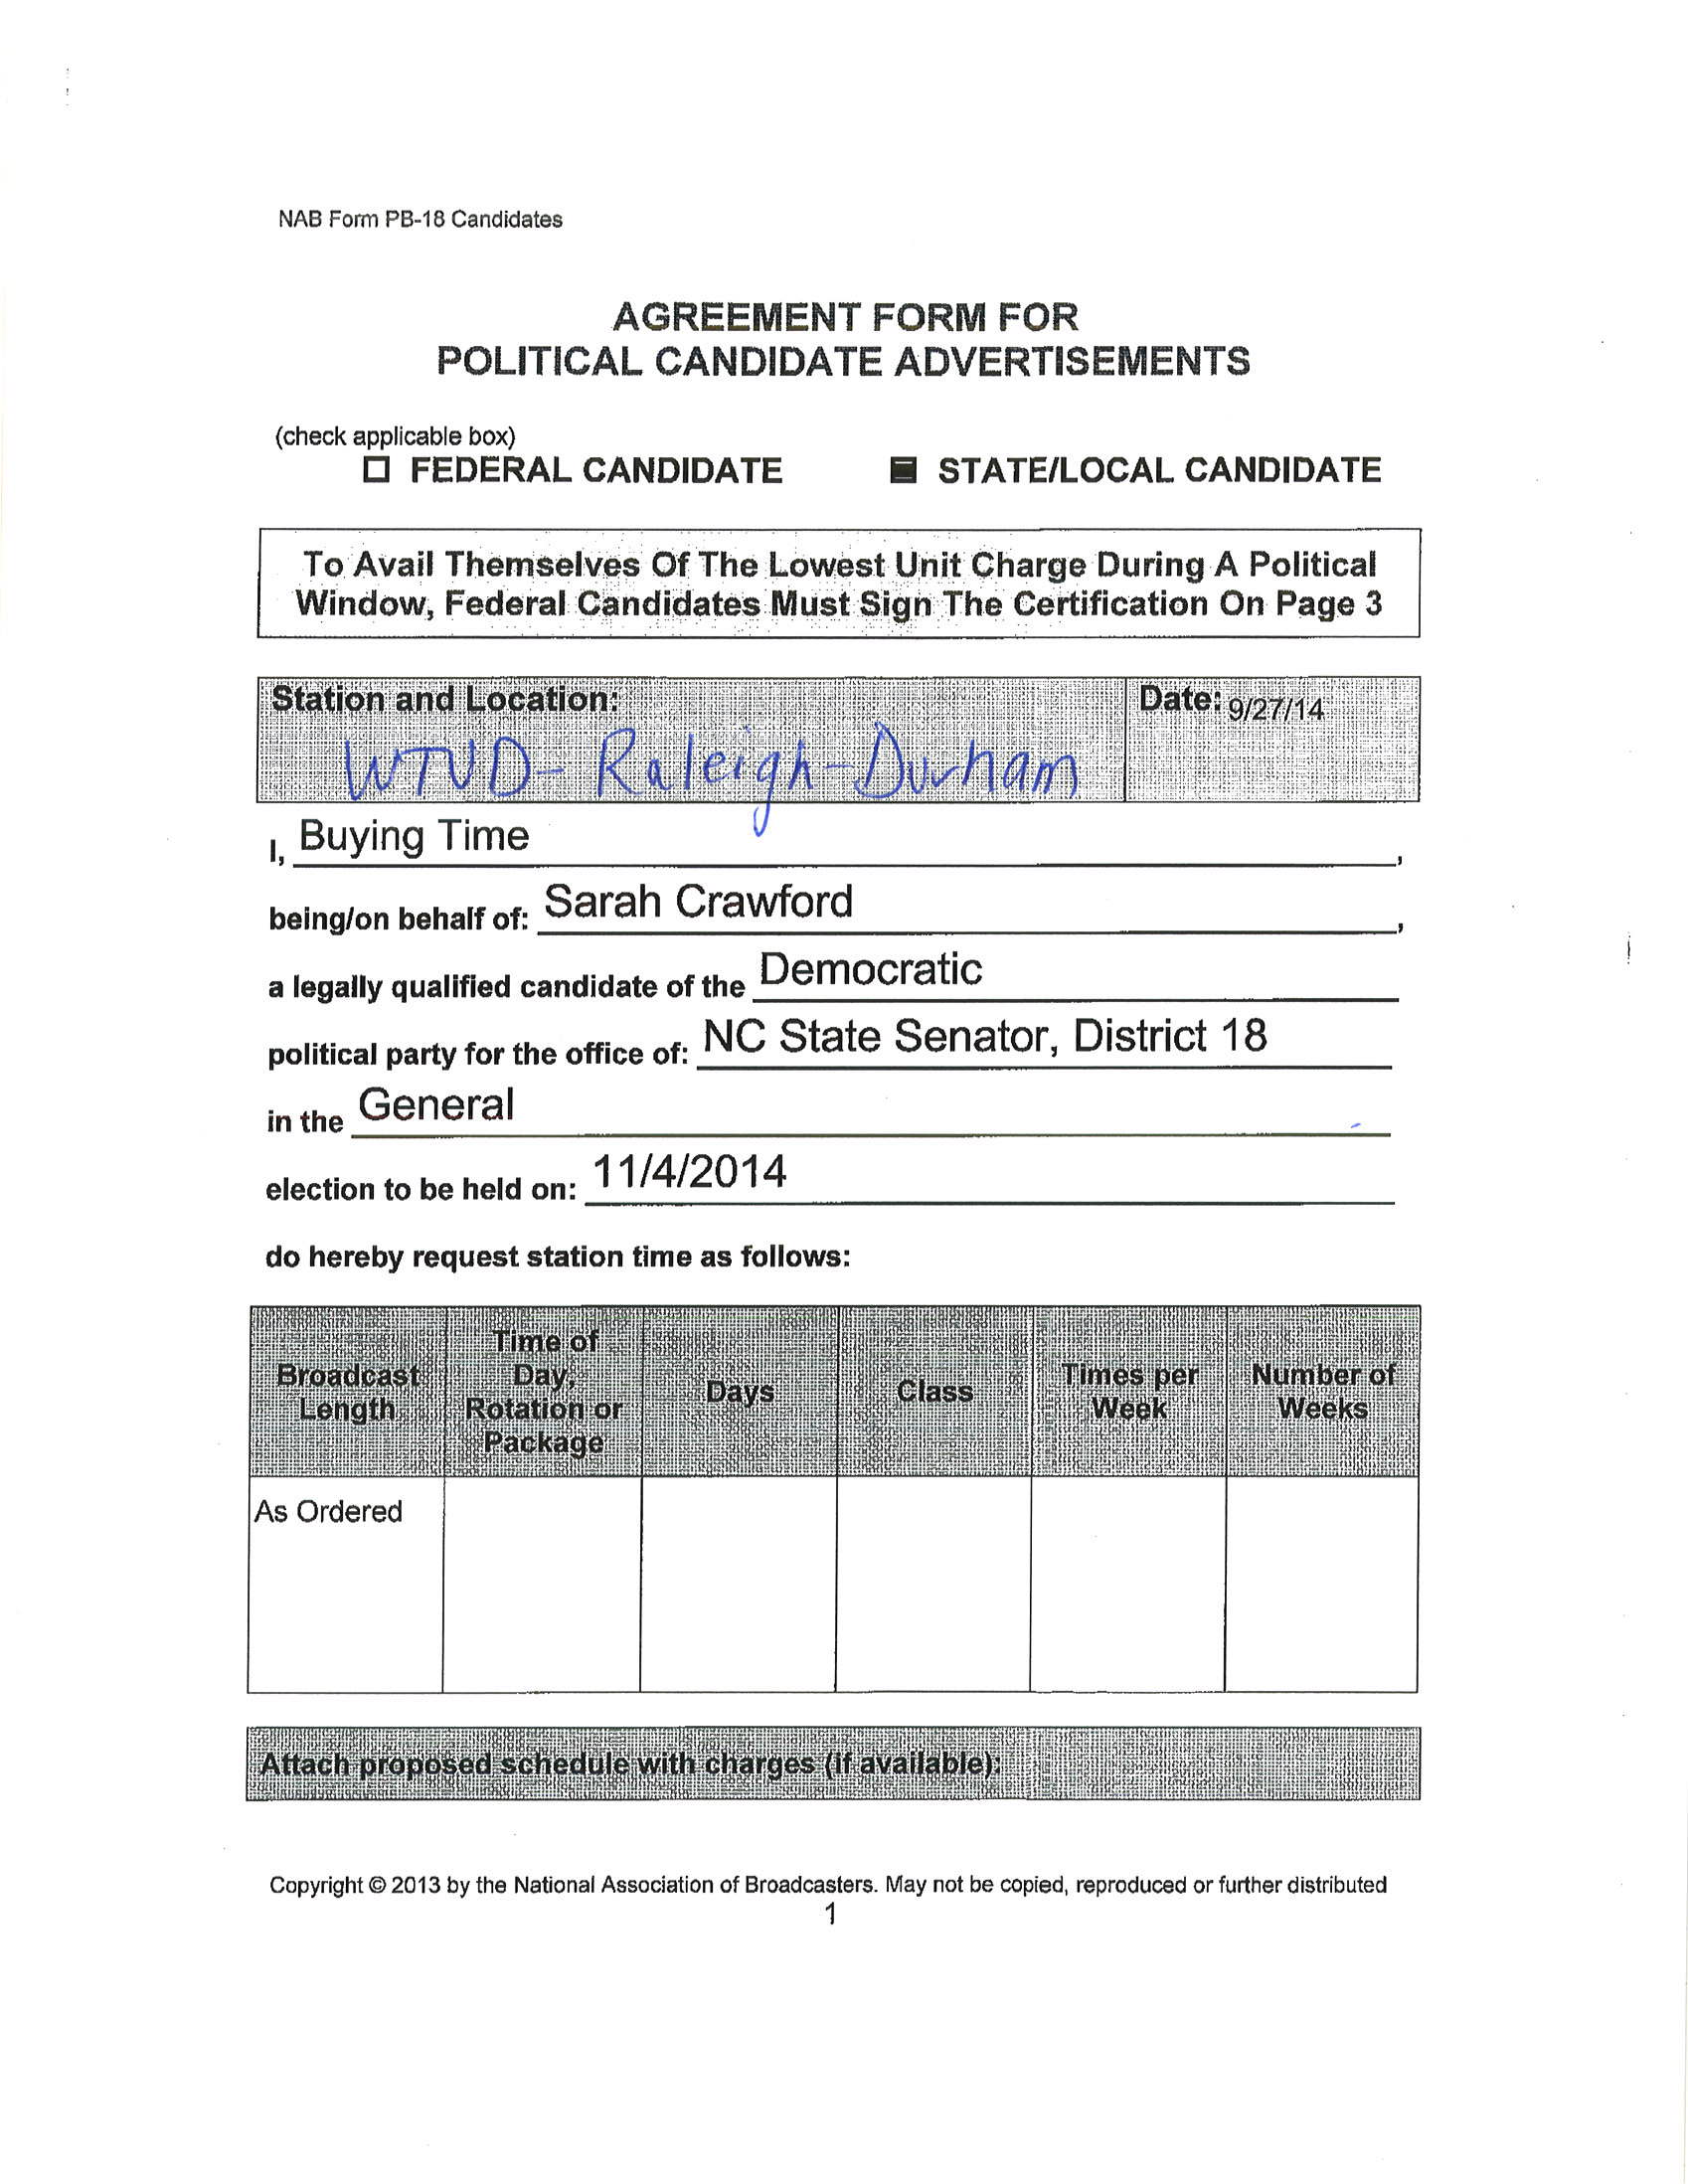 NAB Form PB-18 Candidates
AGREEMENT FORM FOR
POLITICAL CANDIDATE ADVERTISEMENTS
(check applicable box)
☐ FEDERAL CANDIDATE ■ STATE/LOCAL CANDIDATE
To Avail Themselves Of The Lowest Unit Charge During A Political
Window, Federal Candidates Must Sign The Certification On Page 3
Station and Location: Date: 9/27/14
WTVD- Raleigh-Durham
I, Buying Time,
being/on behalf of: Sarah Crawford,
a legally qualified candidate of the Democratic
political party for the office of: NC State Senator, District 18
in the General
election to be held on: 11/4/2014
do hereby request station time as follows:
Broadcast Length
Time of Day, Rotation or Package
Days
Class
Times per Week
Number of Weeks
As Ordered
Attach proposed schedule with charges (if available):
Copyright © 2013 by the National Association of Broadcasters. May not be copied, reproduced or further distributed
1